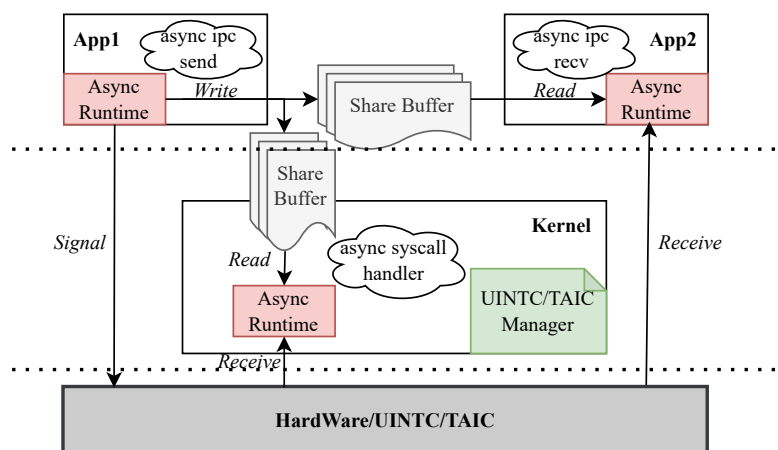 App1
async ipc
send
async ipc
recv
App2
Async
Runtime
Write
Share Buffer
Read
Async
Runtime
Share
Buffer
Signal
Kernel
Receive
async syscall
handler
Read
Async
Runtime
UINTC/TAIC
Manager
Receive
HardWare/UINTC/TAIC